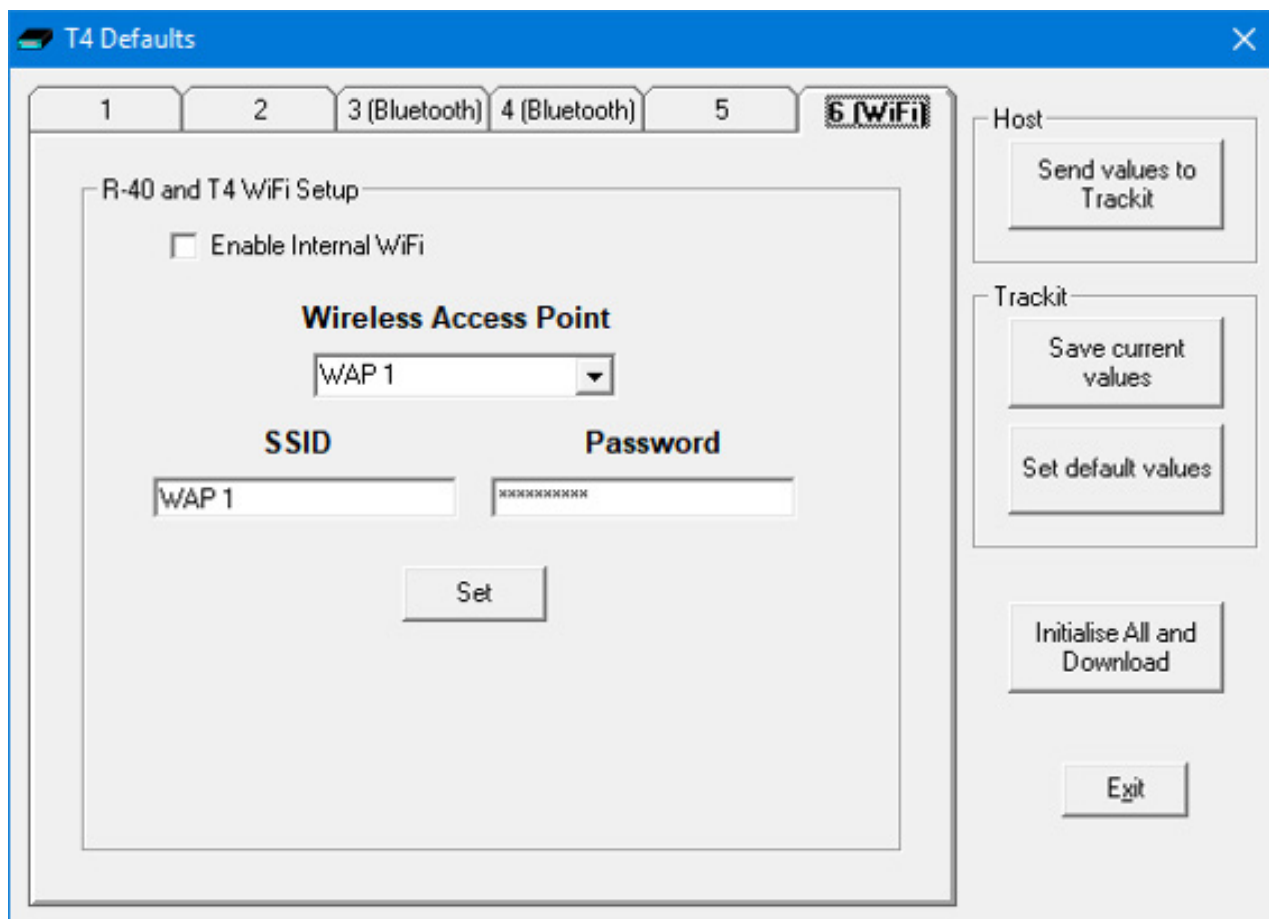 T4 Defaults
1
2
3 (Bluetooth)
4 (Bluetooth)
5
6 (WiFi)
R-40 and T4 WiFi Setup
Enable Internal WiFi
Wireless Access Point
WAP 1
SSID
Password
WAP 1
**********
Set
Host
Send values to
Trackit
Trackit
Save current
values
Set default values
Initialise All and
Download
Exit